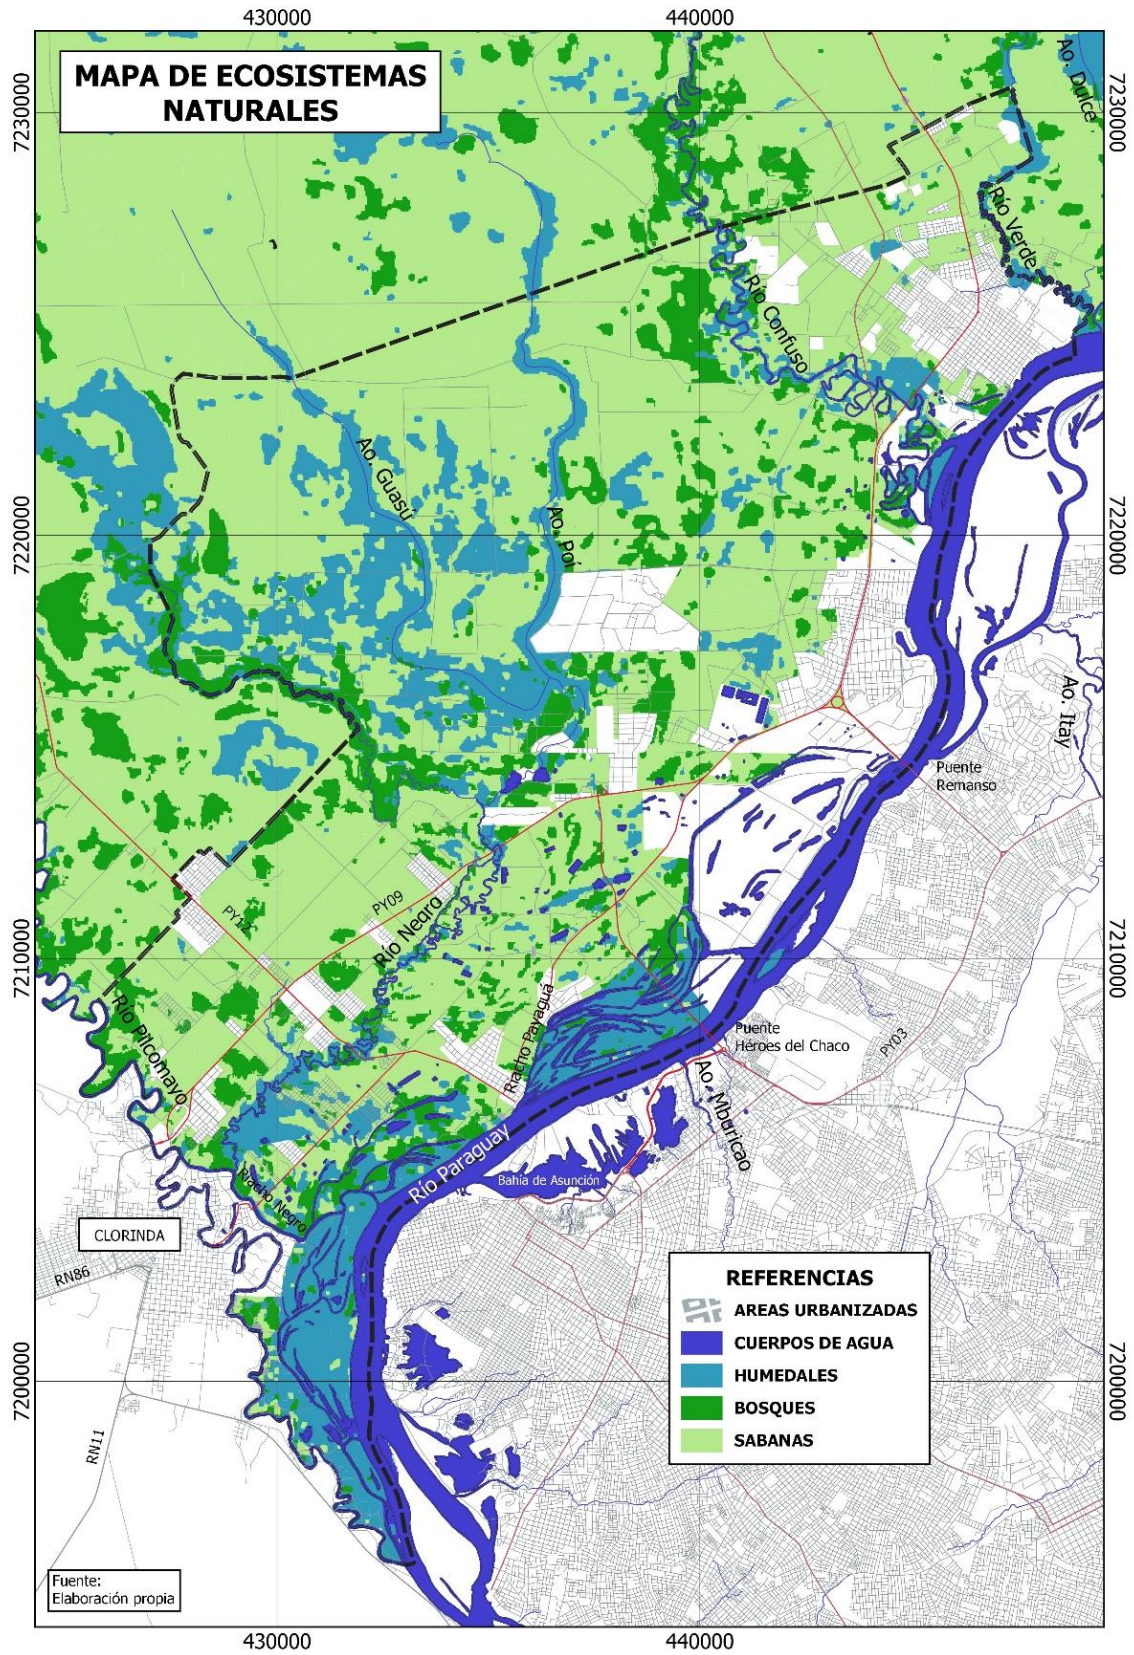 430000
440000
MAPA DE ECOSISTEMAS
NATURALES
7230000
7230000
Ao. Dulce
Río Verde
Río Confuso
Ao. Guasú
Ao. Poí
7220000
7220000
Ao. Itay
Puente
Remanso
PY09
PY12
Río Negro
7210000
7210000
Río Pilcomayo
Riacho Payaguá
Puente
Héroes del Chaco
PY03
Ao. Mburicao
Río Paraguay
Bahía de Asunción
Riacho Negro
CLORINDA
RN86
REFERENCIAS
AREAS URBANIZADAS
CUERPOS DE AGUA
HUMEDALES
BOSQUES
SABANAS
7200000
7200000
RN11
Fuente:
Elaboración propia
430000
440000